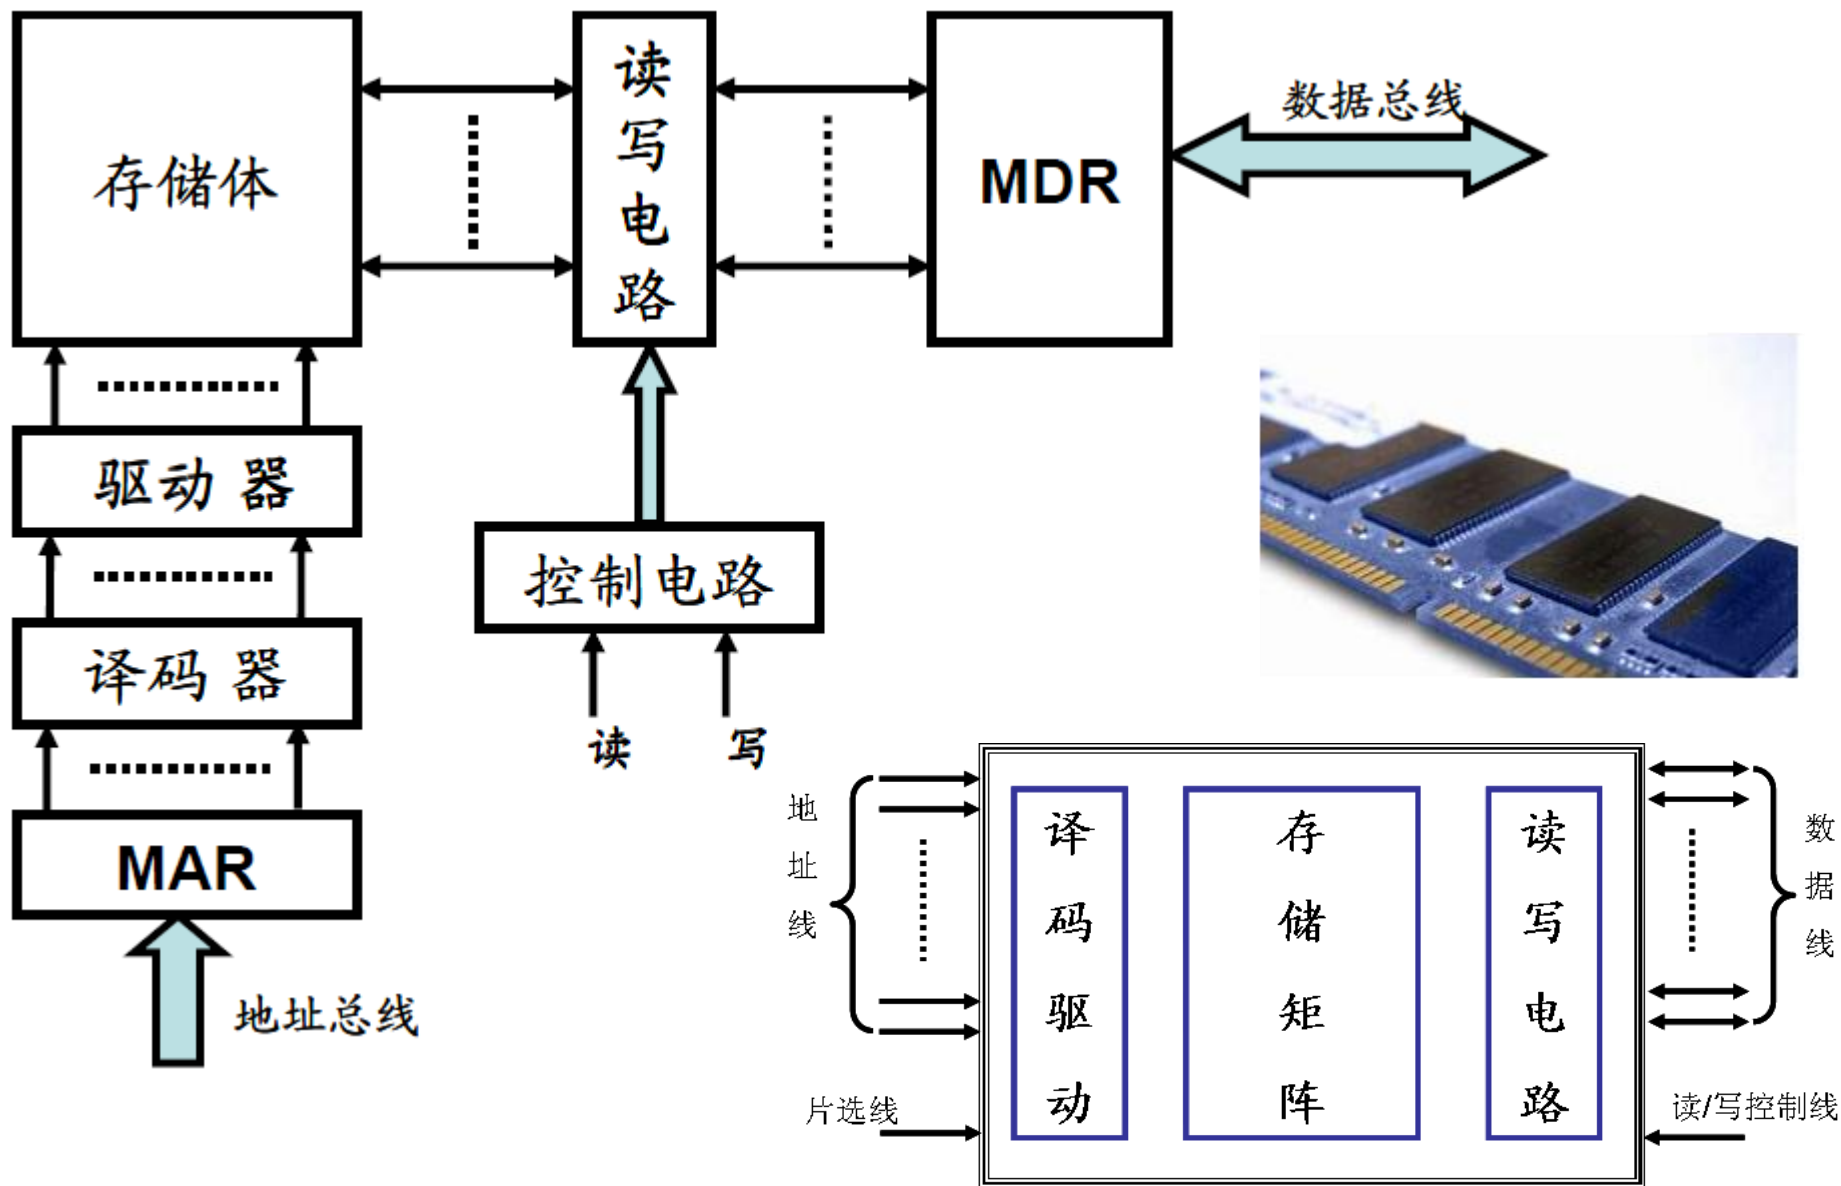 存储体
读写电路
MDR
数据总线
驱动器
控制电路
译码器
读
写
MAR
地址总线
地址线
译码驱动
存储矩阵
读写电路
数据线
片选线
读/写控制线